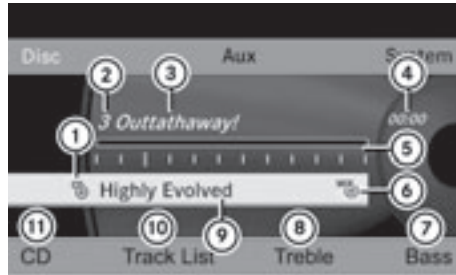 Disc Aux System
2 3 4
3 Outtathaway! 00:00
1 5
Highly Evolved 6
11 10 9 8 7
CD Track List Treble Bass